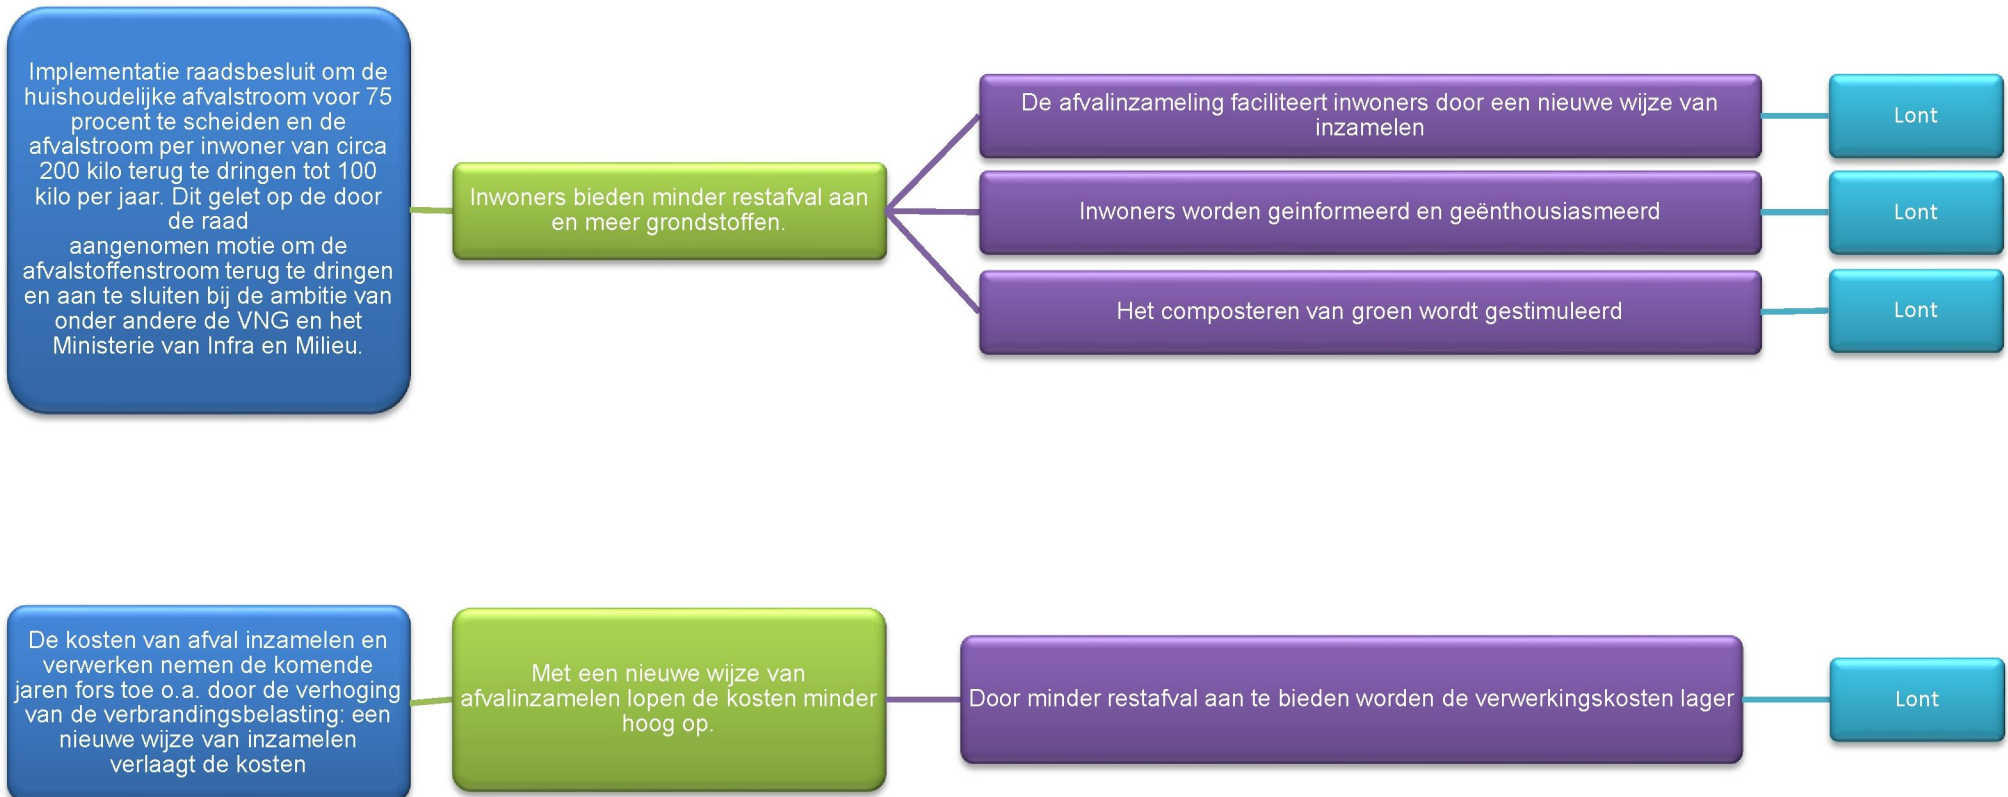 Implementatie raadsbesluit om de
huishoudelijke afvalstroom voor 75
procent te scheiden en de
afvalstroom per inwoner van circa
200 kilo terug te dringen tot 100
kilo per jaar. Dit gelet op de door
de raad
aangenomen motie om de
afvalstoffenstroom terug te dringen
en aan te sluiten bij de ambitie van
onder andere de VNG en het
Ministerie van Infra en Milieu.
Inwoners bieden minder restafval aan
en meer grondstoffen.
De afvalinzameling faciliteert inwoners door een nieuwe wijze van
inzamelen
Lont
Inwoners worden geinformeerd en geënthousiasmeerd
Lont
Het composteren van groen wordt gestimuleerd
Lont
De kosten van afval inzamelen en
verwerken nemen de komende
jaren fors toe o.a. door de verhoging
van de verbrandingsbelasting: een
nieuwe wijze van inzamelen
verlaagt de kosten
Met een nieuwe wijze van
afvalinzamelen lopen de kosten minder
hoog op.
Door minder restafval aan te bieden worden de verwerkingskosten lager
Lont